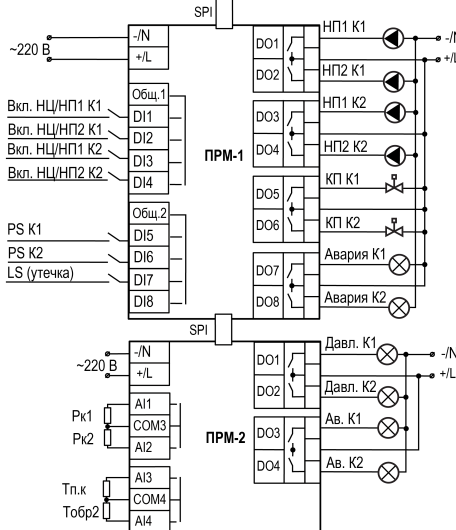 SPI
~220 В
-/N
+/L
Общ.1
Вкл. НЦ/НП1 К1
DI1
Вкл. НЦ/НП2 К1
DI2
Вкл. НЦ/НП1 К2
DI3
Вкл. НЦ/НП2 К2
DI4
Общ.2
PS К1
DI5
PS К2
DI6
LS (утечка)
DI7
DI8
ПРМ-1
DO1
НП1 К1
-/N
+/L
DO2
НП2 К1
DO3
НП1 К2
DO4
НП2 К2
DO5
КП К1
DO6
КП К2
DO7
Авария К1
DO8
Авария К2
SPI
~220 В
-/N
+/L
Рк1
AI1
COM3
Рк2
AI2
Тп.к
AI3
COM4
Тобр2
AI4
ПРМ-2
DO1
Давл. К1
-/N
+/L
DO2
Давл. К2
DO3
Ав. К1
DO4
Ав. К2